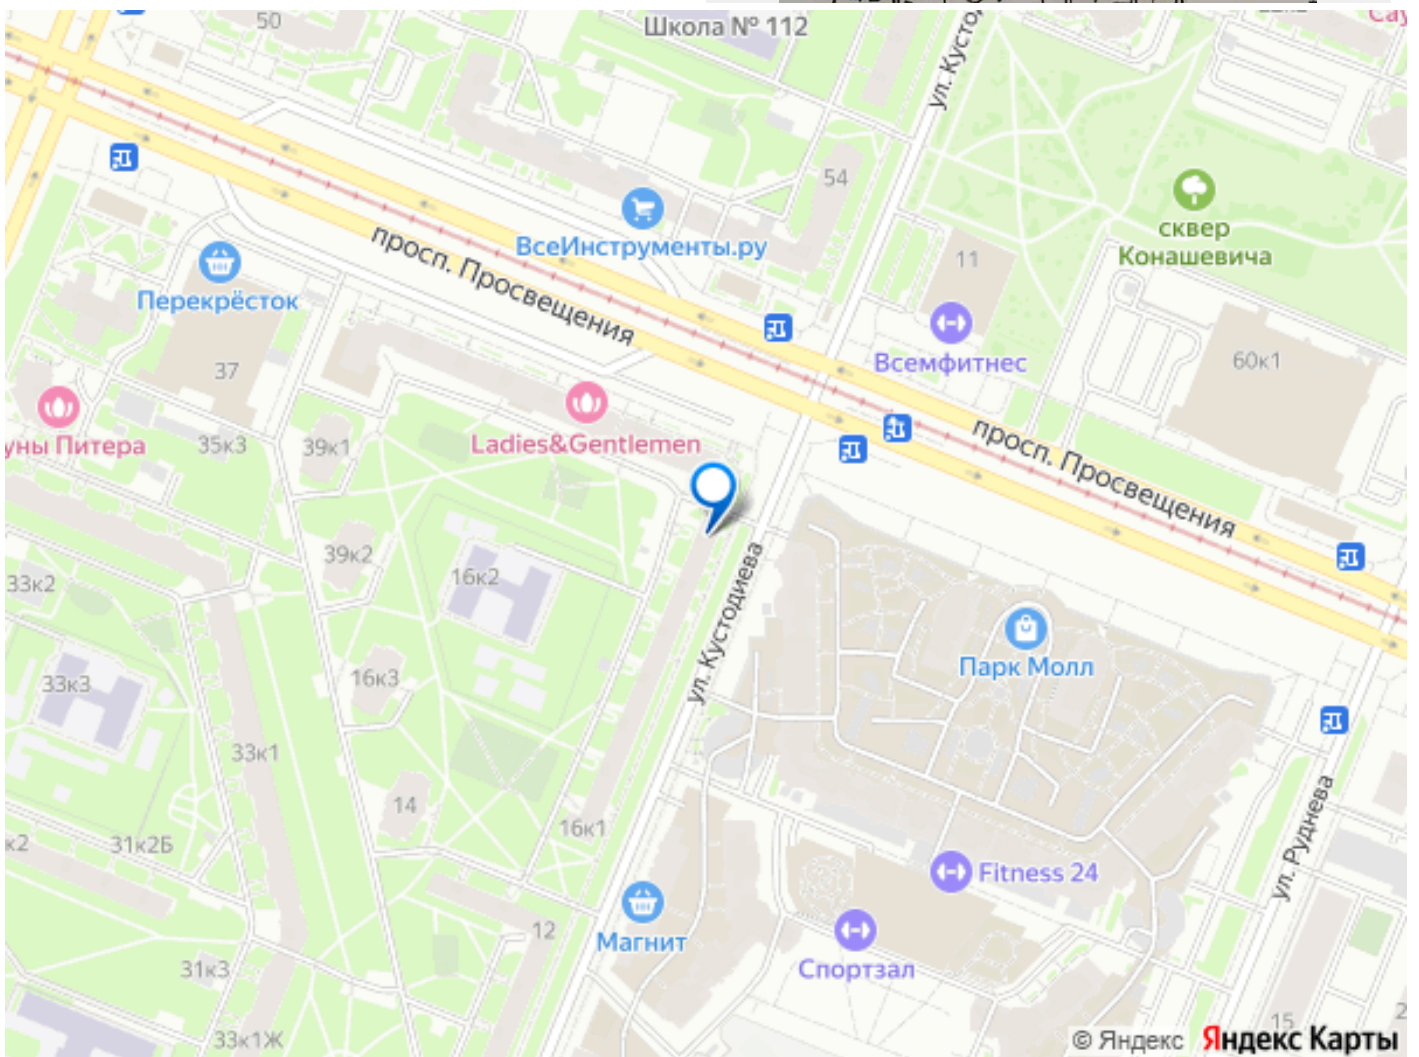 50
Школа № 112
ул. Кусто
54
ВсеИнструменты.ру
просп. Просвещения
Перекрёсток
37
сквер
Конашевича
11
Всемфитнес
60к1
Ladies&Gentlemen
уны Питера
35к3
39к1
просп. Просвещения
39к2
16к2
33к2
ул. Кустодиева
Парк Молл
33к3
16к3
33к1
14
31к2Б
к2
16к1
ул. Руднева
Fitness 24
12
Магнит
Спортзал
31к3
33к1Ж
15
2
© Яндекс Яндекс Карты